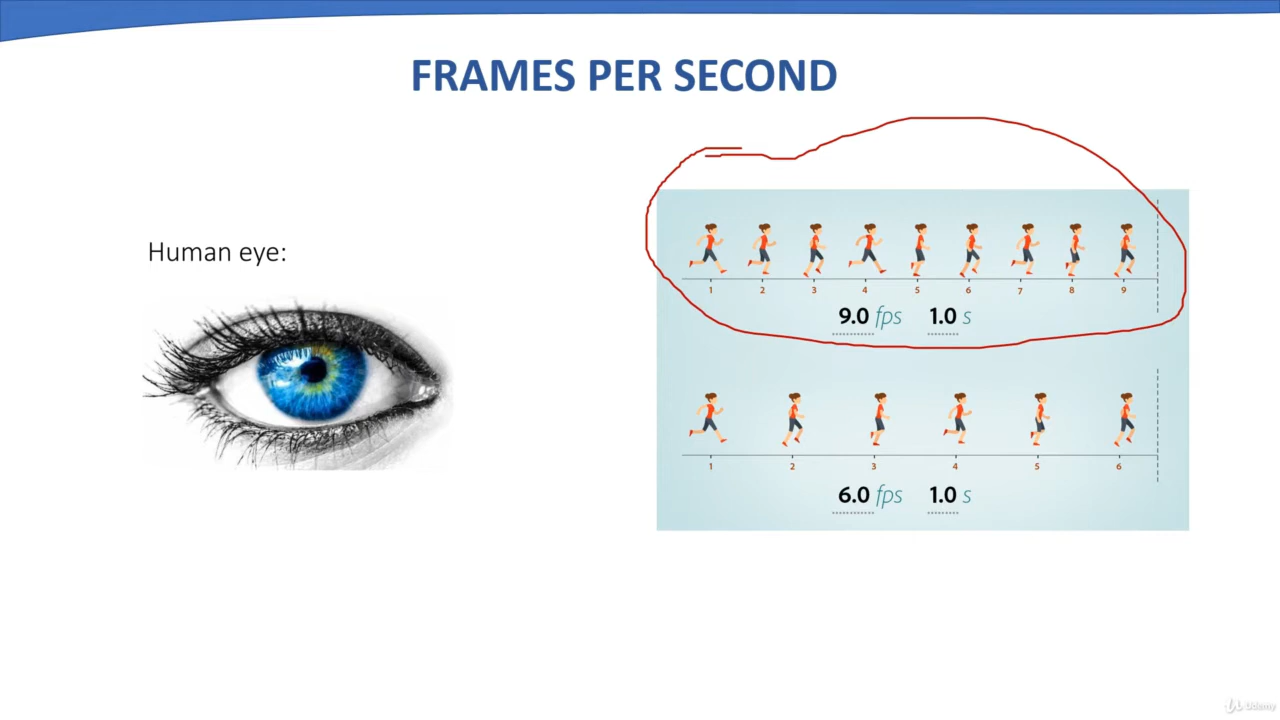 FRAMES PER SECOND
Human eye:
1 2 3 4 5 6 7 8 9
9.0 fps 1.0 s
1 2 3 4 5 6
6.0 fps 1.0 s
Udemy